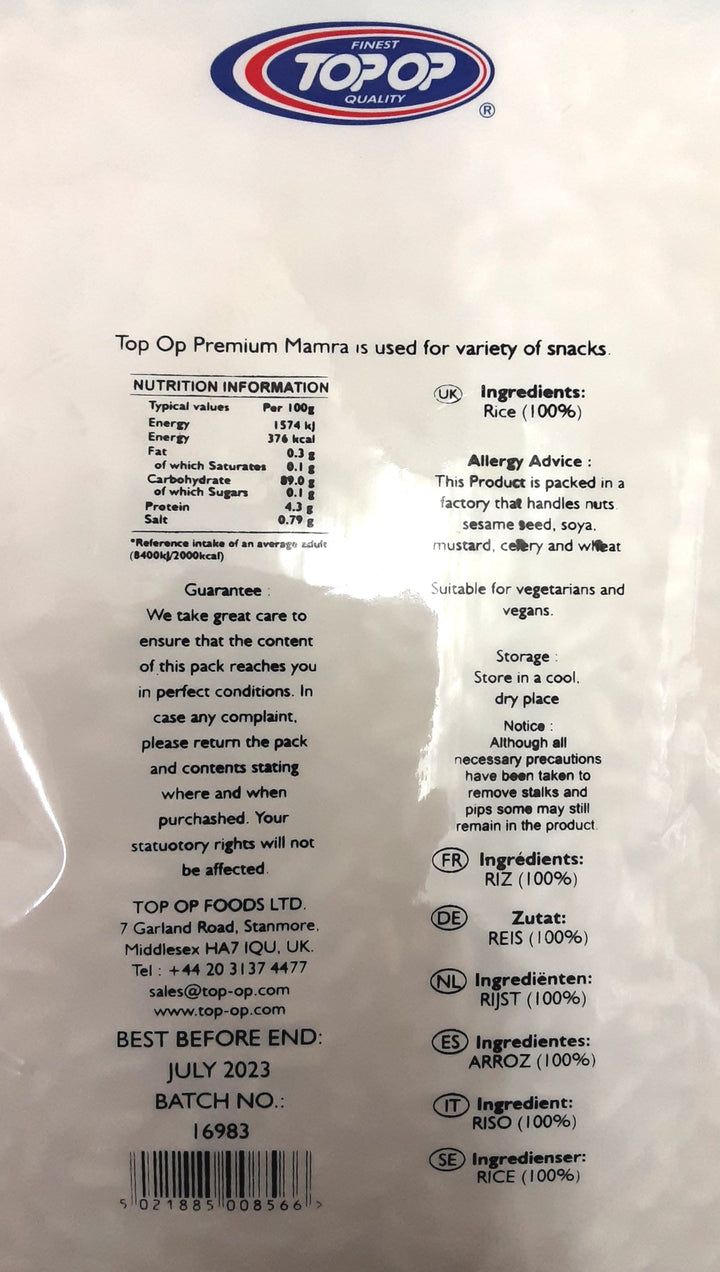 FINEST
TOP OP
QUALITY
®
Top Op Premium Mamra is used for variety of snacks.
NUTRITION INFORMATION
Typical values Per 100g
Energy 1574 kJ
Energy 376 kcal
Fat 0.3 g
of which Saturates 0.1 g
Carbohydrate 89.0 g
of which Sugars 0.1 g
Protein 4.3 g
Salt 0.79 g
*Reference intake of an average adult
(8400kJ/2000kcal)
Guarantee :
We take great care to
ensure that the content
of this pack reaches you
in perfect conditions. In
case any complaint,
please return the pack
and contents stating
where and when
purchashed. Your
statuotory rights will not
be affected.
TOP OP FOODS LTD.
7 Garland Road, Stanmore,
Middlesex HA7 IQU, UK.
Tel : +44 20 3137 4477
sales@top-op.com
www.top-op.com
BEST BEFORE END:
JULY 2023
BATCH NO.:
16983
5 021885 008566 >
UK Ingredients:
Rice (100%)
Allergy Advice :
This Product is packed in a
factory that handles nuts
sesame seed, soya,
mustard, celery and wheat
Suitable for vegetarians and
vegans.
Storage :
Store in a cool,
dry place
Notice :
Although all
necessary precautions
have been taken to
remove stalks and
pips some may still
remain in the product.
FR Ingrédients:
RIZ (100%)
DE Zutat:
REIS (100%)
NL Ingrediënten:
RIJST (100%)
ES Ingredientes:
ARROZ (100%)
IT Ingredient:
RISO (100%)
SE Ingredienser:
RICE (100%)